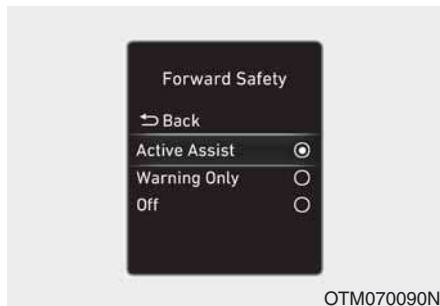 Forward Safety
Back
Active Assist
Warning Only
Off
OTM070090N